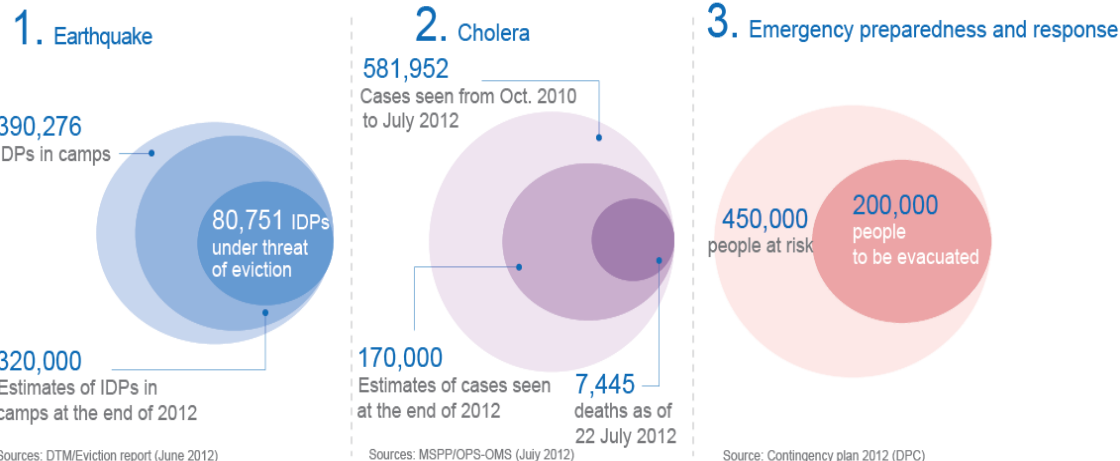 1. Earthquake
390,276
IDPs in camps
80,751 IDPs
under threat
of eviction
320,000
Estimates of IDPs in
camps at the end of 2012
Sources: DTM/Eviction report (June 2012)
2. Cholera
581,952
Cases seen from Oct. 2010
to July 2012
170,000
Estimates of cases seen
at the end of 2012
7,445
deaths as of
22 July 2012
Sources: MSPP/OPS-OMS (July 2012)
3. Emergency preparedness and response
450,000
people at risk
200,000
people
to be evacuated
Source: Contingency plan 2012 (DPC)